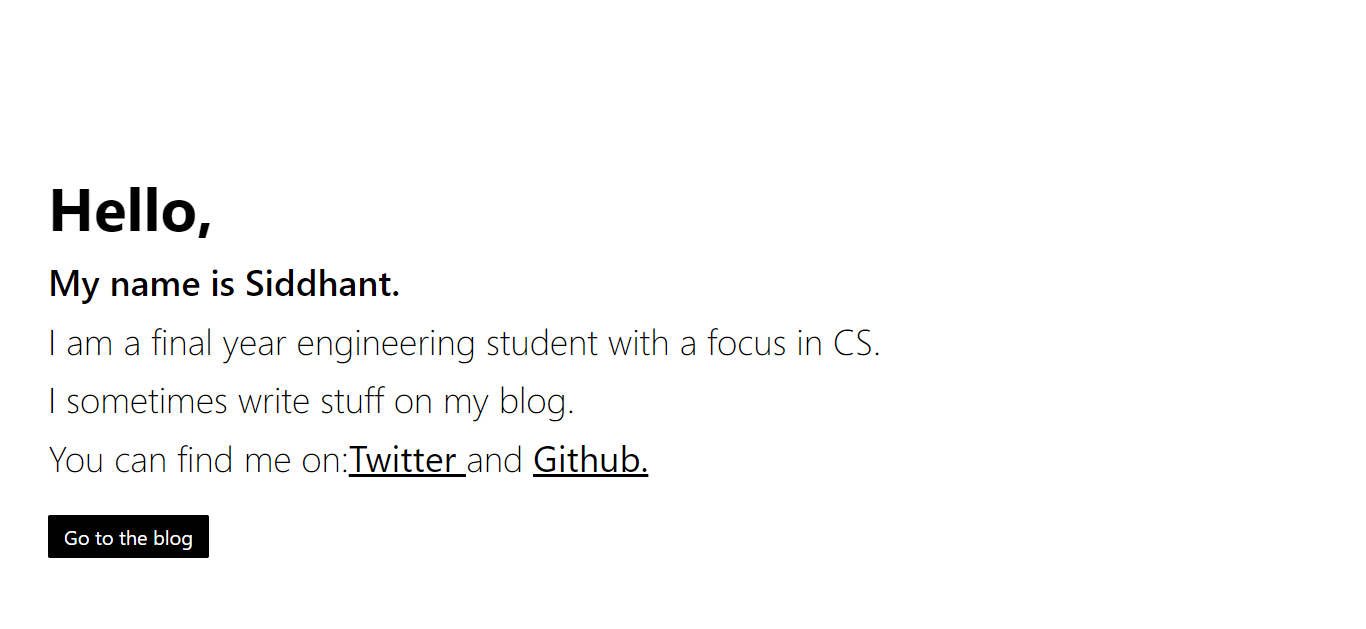 Hello,
My name is Siddhant.
I am a final year engineering student with a focus in CS.
I sometimes write stuff on my blog.
You can find me on:Twitter and Github.
Go to the blog